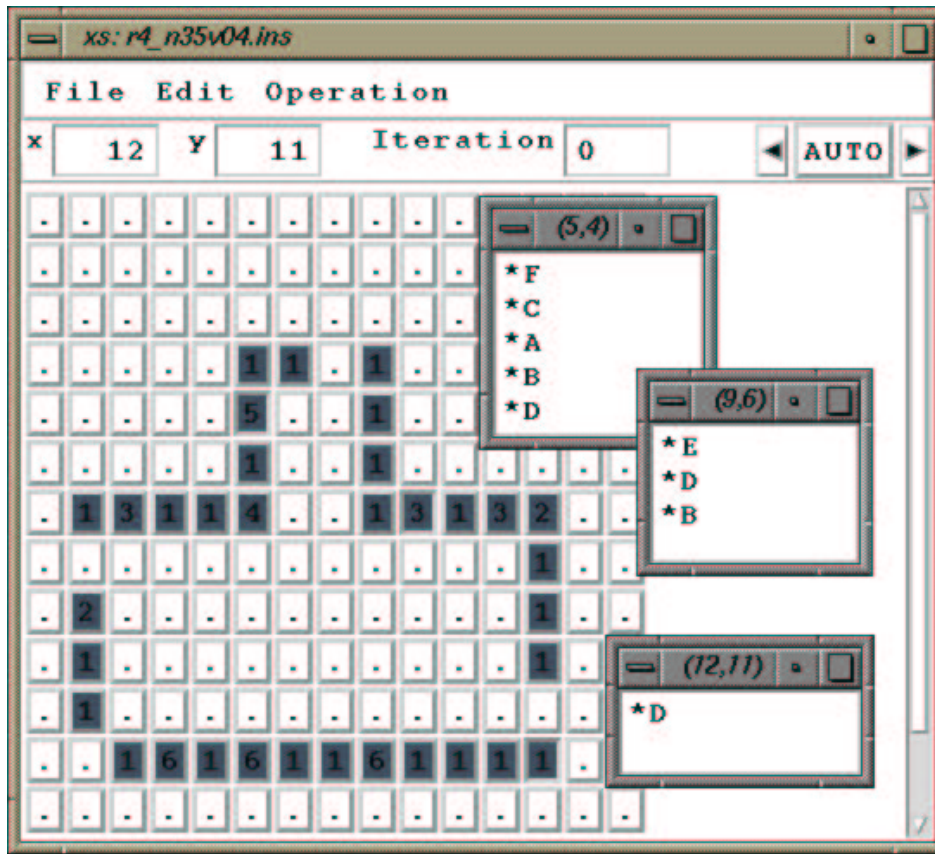 xs: r4_n35v04.ins
File Edit Operation
x 12 y 11 Iteration 0 AUTO
. . . . . . . . . . .
. . . . . . . . . . .
. . . . . . . . . . .
. . . . . 1 1 . 1 . .
. . . . . 5 . . 1 . .
. . . . . 1 . . 1 . . . . . .
. 1 3 1 1 4 . . 1 3 1 3 2 . .
. . . . . . . . . . . . 1 . .
. 2 . . . . . . . . . . 1 . .
. 1 . . . . . . . . . . 1 .
. 1 . . . . . . . . . . . .
. . 1 6 1 6 1 1 6 1 1 1 1 .
. . . . . . . . . . . . . . .
(5,4)
*F
*C
*A
*B
*D
(9,6)
*E
*D
*B
(12,11)
*D